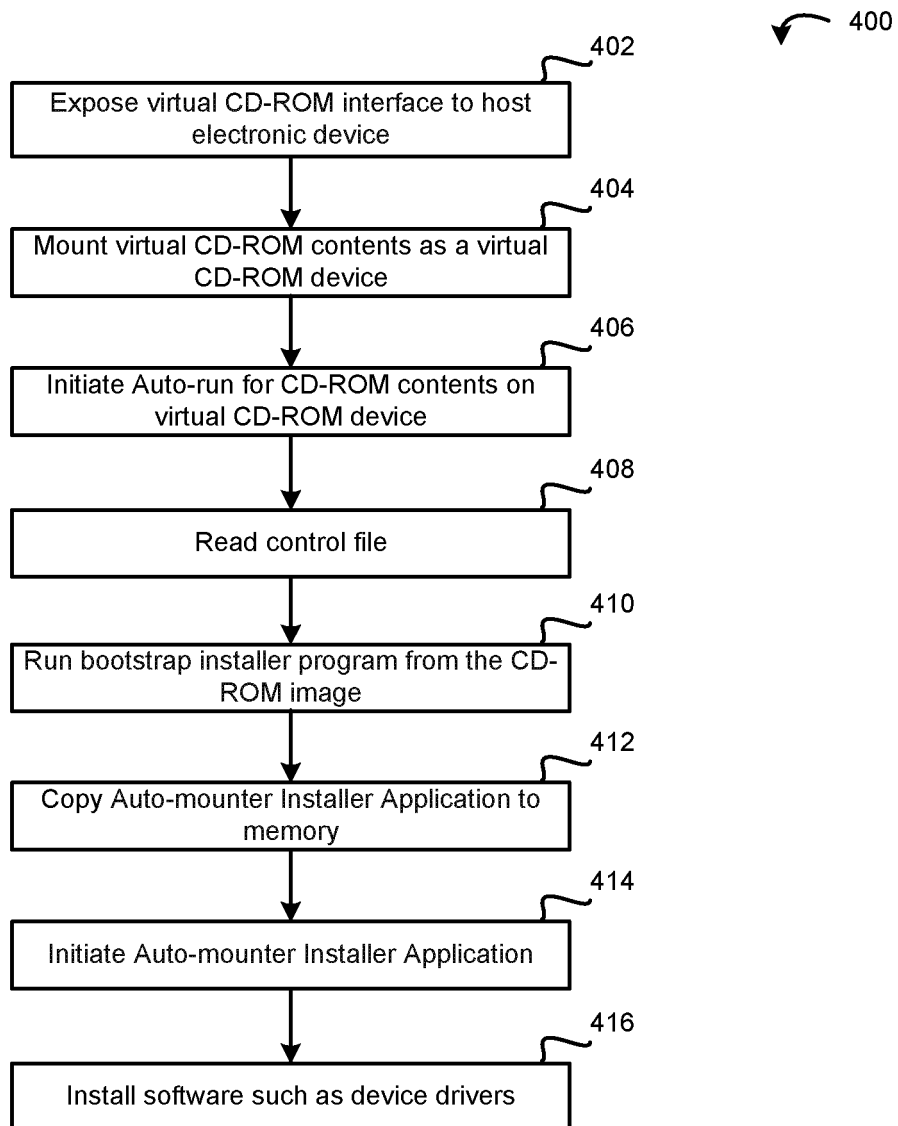 400
402
Expose virtual CD-ROM interface to host
electronic device
404
Mount virtual CD-ROM contents as a virtual
CD-ROM device
406
Initiate Auto-run for CD-ROM contents on
virtual CD-ROM device
408
Read control file
410
Run bootstrap installer program from the CD-
ROM image
412
Copy Auto-mounter Installer Application to
memory
414
Initiate Auto-mounter Installer Application
416
Install software such as device drivers